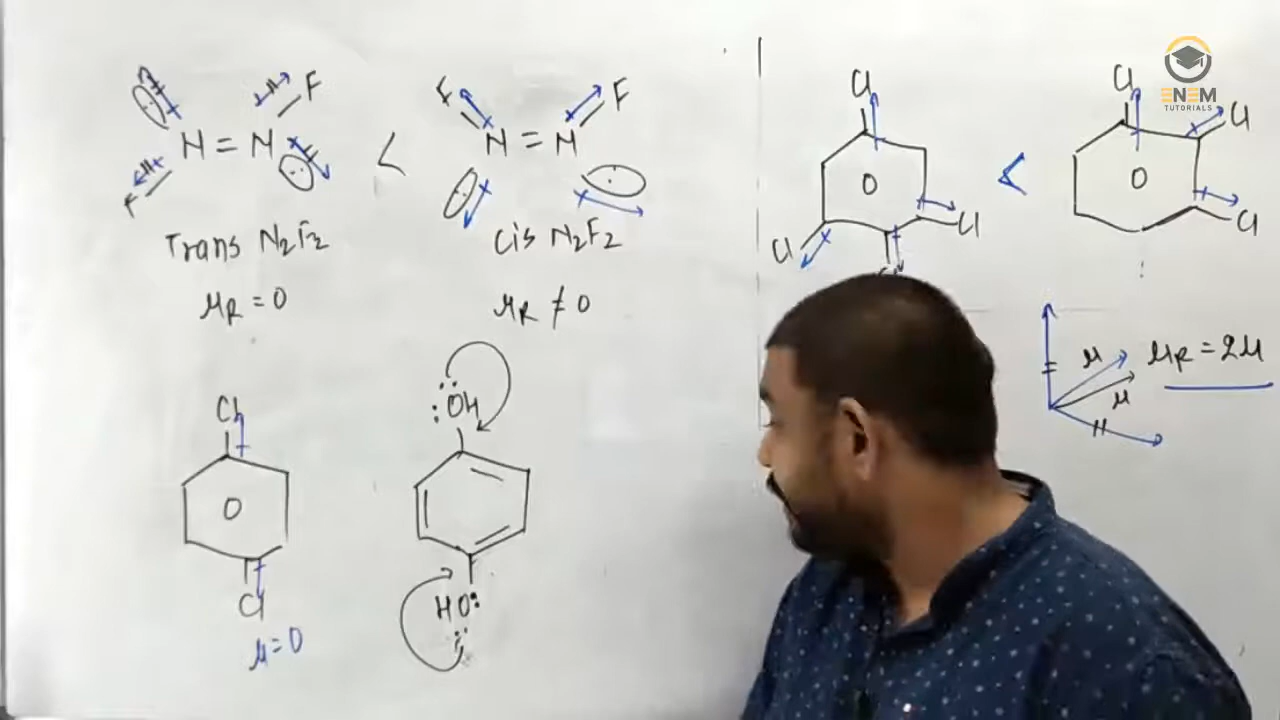 F
N = N
F
Trans N₂F₂
μR = 0
<
F
F
N = N
Cis N₂F₂
μR ≠ 0
Cl
Cl
Cl
<
Cl
Cl
Cl
μ
μ
μR = 2μ
Cl
Cl
μ = 0
:ÖH
HO:
ENEM
TUTORIALS